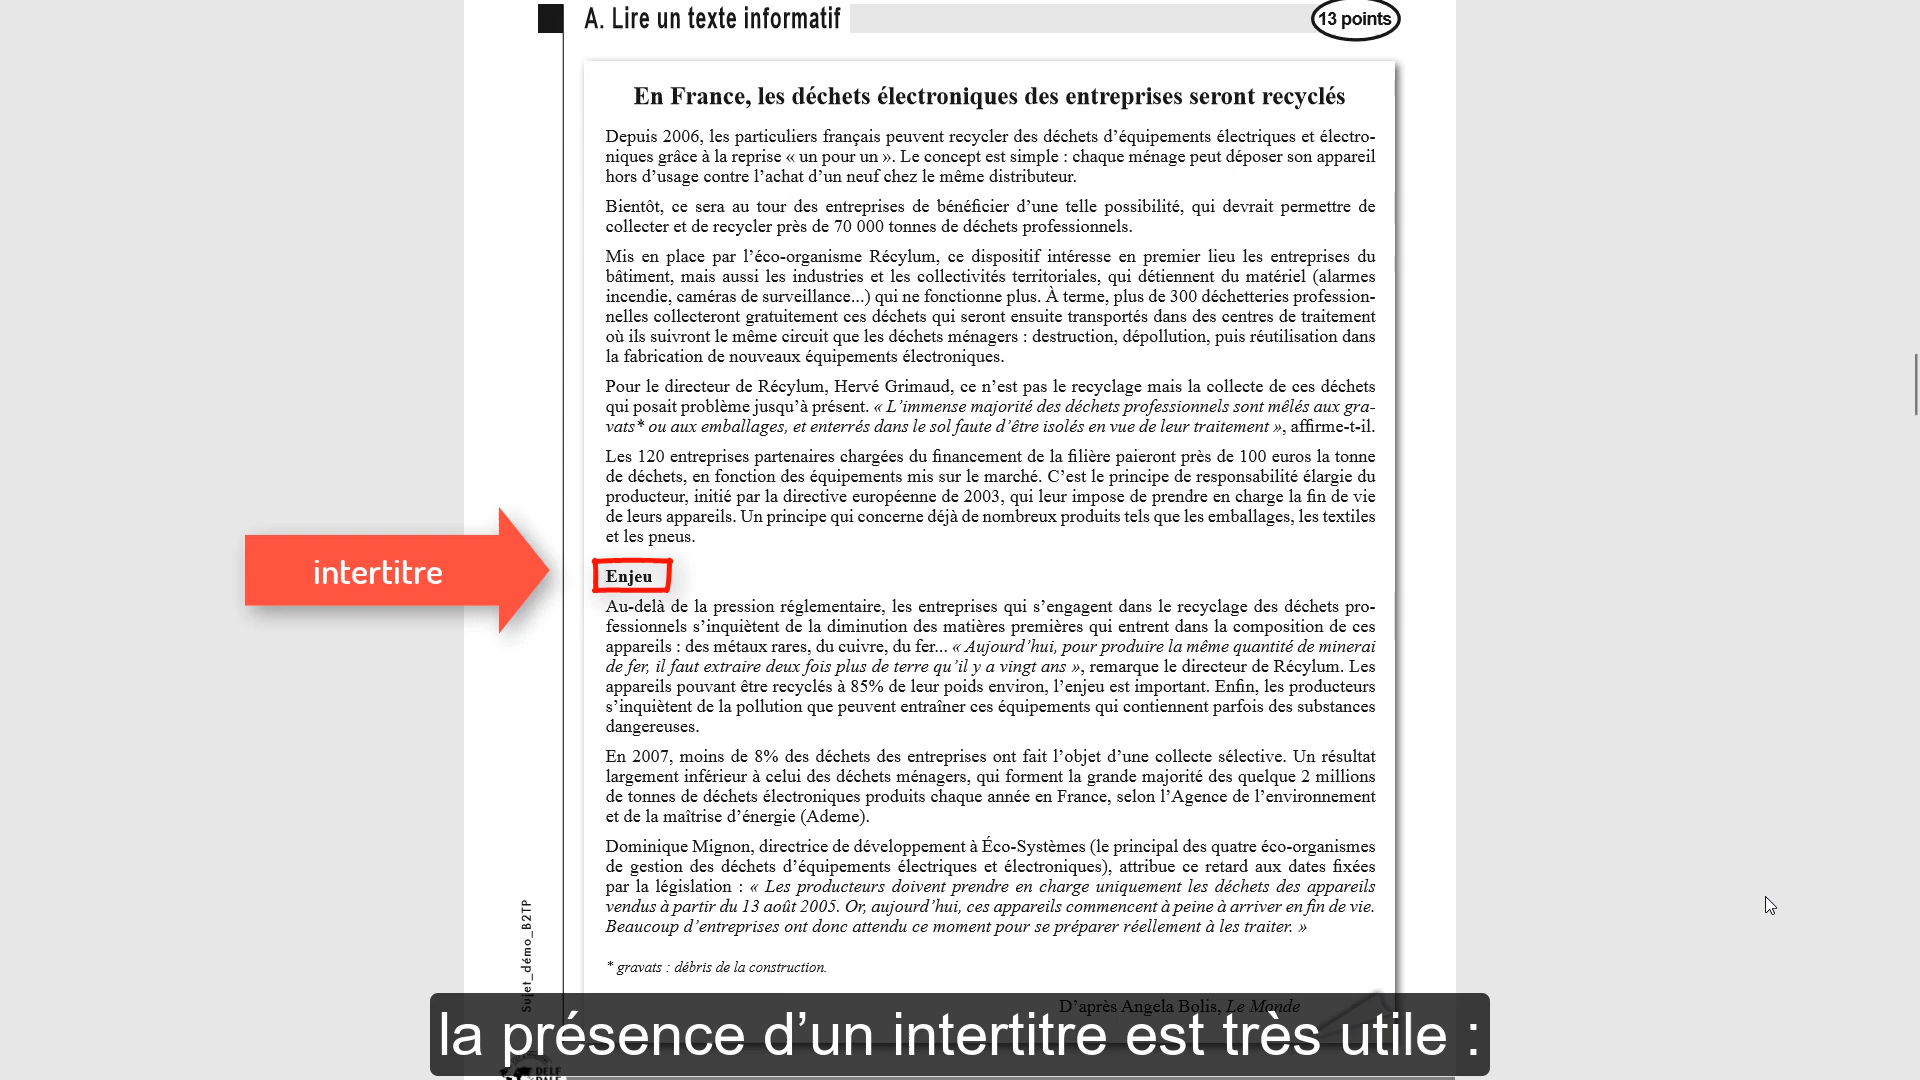 A. Lire un texte informatif
13 points
En France, les déchets électroniques des entreprises seront recyclés
Depuis 2006, les particuliers français peuvent recycler des déchets d’équipements électriques et électro-
niques grâce à la reprise « un pour un ». Le concept est simple : chaque ménage peut déposer son appareil
hors d’usage contre l’achat d’un neuf chez le même distributeur.
Bientôt, ce sera au tour des entreprises de bénéficier d’une telle possibilité, qui devrait permettre de
collecter et de recycler près de 70 000 tonnes de déchets professionnels.
Mis en place par l’éco-organisme Récylum, ce dispositif intéresse en premier lieu les entreprises du
bâtiment, mais aussi les industries et les collectivités territoriales, qui détiennent du matériel (alarmes
incendie, caméras de surveillance...) qui ne fonctionne plus. À terme, plus de 300 déchetteries profession-
nelles collecteront gratuitement ces déchets qui seront ensuite transportés dans des centres de traitement
où ils suivront le même circuit que les déchets ménagers : destruction, dépollution, puis réutilisation dans
la fabrication de nouveaux équipements électroniques.
Pour le directeur de Récylum, Hervé Grimaud, ce n’est pas le recyclage mais la collecte de ces déchets
qui posait problème jusqu’à présent. « L’immense majorité des déchets professionnels sont mêlés aux gra-
vats* ou aux emballages, et enterrés dans le sol faute d’être isolés en vue de leur traitement », affirme-t-il.
Les 120 entreprises partenaires chargées du financement de la filière paieront près de 100 euros la tonne
de déchets, en fonction des équipements mis sur le marché. C’est le principe de responsabilité élargie du
producteur, initié par la directive européenne de 2003, qui leur impose de prendre en charge la fin de vie
de leurs appareils. Un principe qui concerne déjà de nombreux produits tels que les emballages, les textiles
et les pneus.
intertitre
Enjeu
Au-delà de la pression réglementaire, les entreprises qui s’engagent dans le recyclage des déchets pro-
fessionnels s’inquiètent de la diminution des matières premières qui entrent dans la composition de ces
appareils : des métaux rares, du cuivre, du fer... « Aujourd’hui, pour produire la même quantité de minerai
de fer, il faut extraire deux fois plus de terre qu’il y a vingt ans », remarque le directeur de Récylum. Les
appareils pouvant être recyclés à 85% de leur poids environ, l’enjeu est important. Enfin, les producteurs
s’inquiètent de la pollution que peuvent entraîner ces équipements qui contiennent parfois des substances
dangereuses.
En 2007, moins de 8% des déchets des entreprises ont fait l’objet d’une collecte sélective. Un résultat
largement inférieur à celui des déchets ménagers, qui forment la grande majorité des quelque 2 millions
de tonnes de déchets électroniques produits chaque année en France, selon l’Agence de l’environnement
et de la maîtrise d’énergie (Ademe).
Dominique Mignon, directrice de développement à Éco-Systèmes (le principal des quatre éco-organismes
de gestion des déchets d’équipements électriques et électroniques), attribue ce retard aux dates fixées
par la législation : « Les producteurs doivent prendre en charge uniquement les déchets des appareils
vendus à partir du 13 août 2005. Or, aujourd’hui, ces appareils commencent à peine à arriver en fin de vie.
Beaucoup d’entreprises ont donc attendu ce moment pour se préparer réellement à les traiter. »
* gravats : débris de la construction.
D’après Angela Bolis, Le Monde
Sujet_démo_B2TP
la présence d’un intertitre est très utile :
DELF